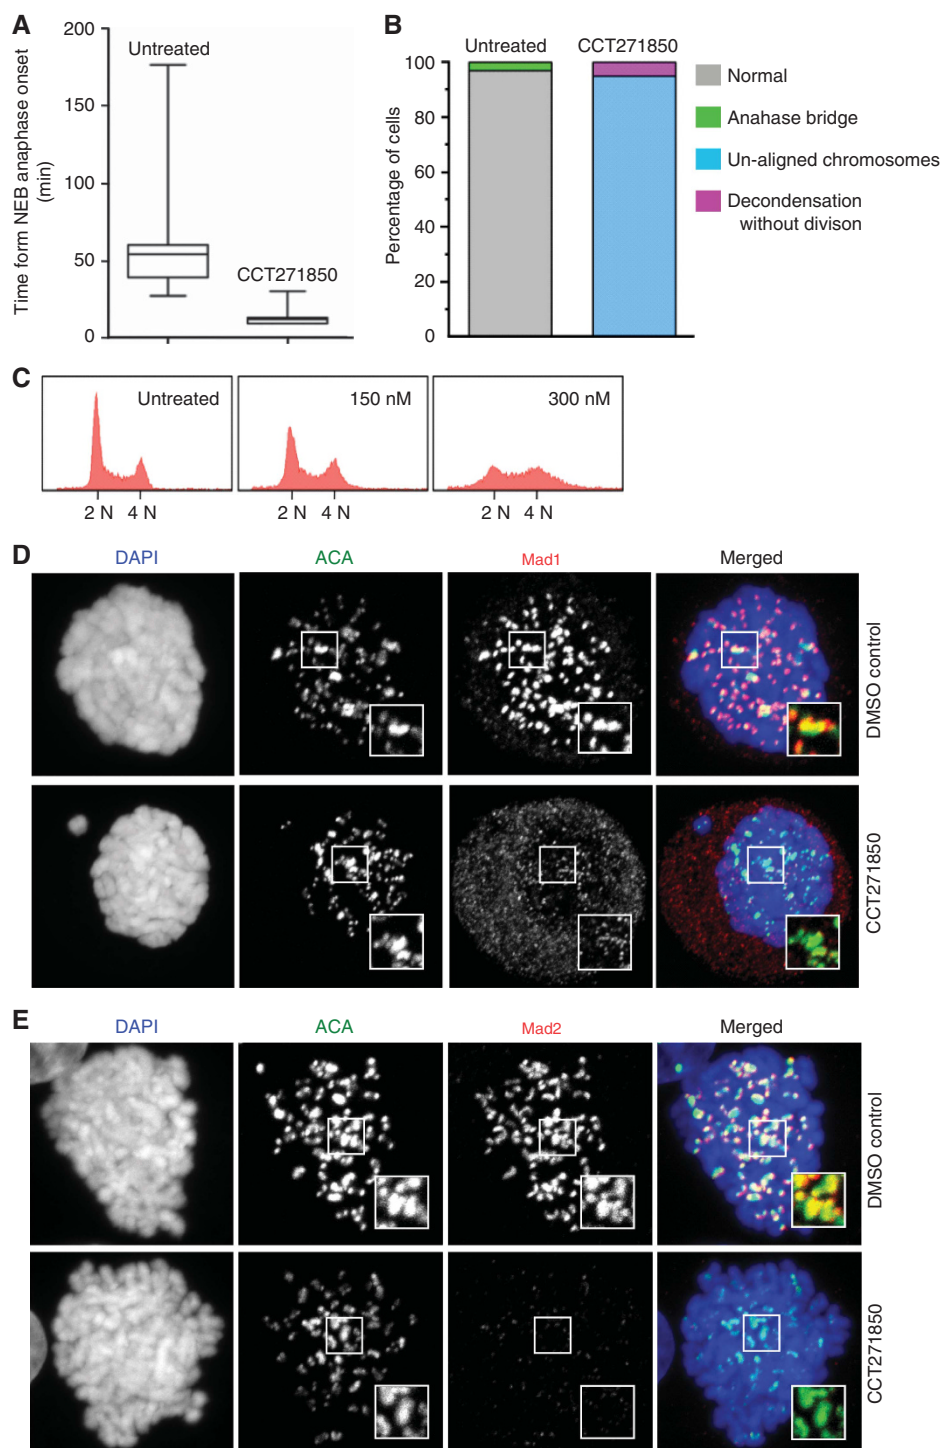 A
Time form NEB anaphase onset
(min)
200
150
100
50
0
Untreated
CCT271850
B
Percentage of cells
100
80
60
40
20
0
Untreated
CCT271850
Normal
Anahase bridge
Un-aligned chromosomes
Decondensation
without divison
C
Untreated
150 nM
300 nM
2 N 4 N
2 N 4 N
2 N 4 N
D
DAPI
ACA
Mad1
Merged
DMSO control
CCT271850
E
DAPI
ACA
Mad2
Merged
DMSO control
CCT271850